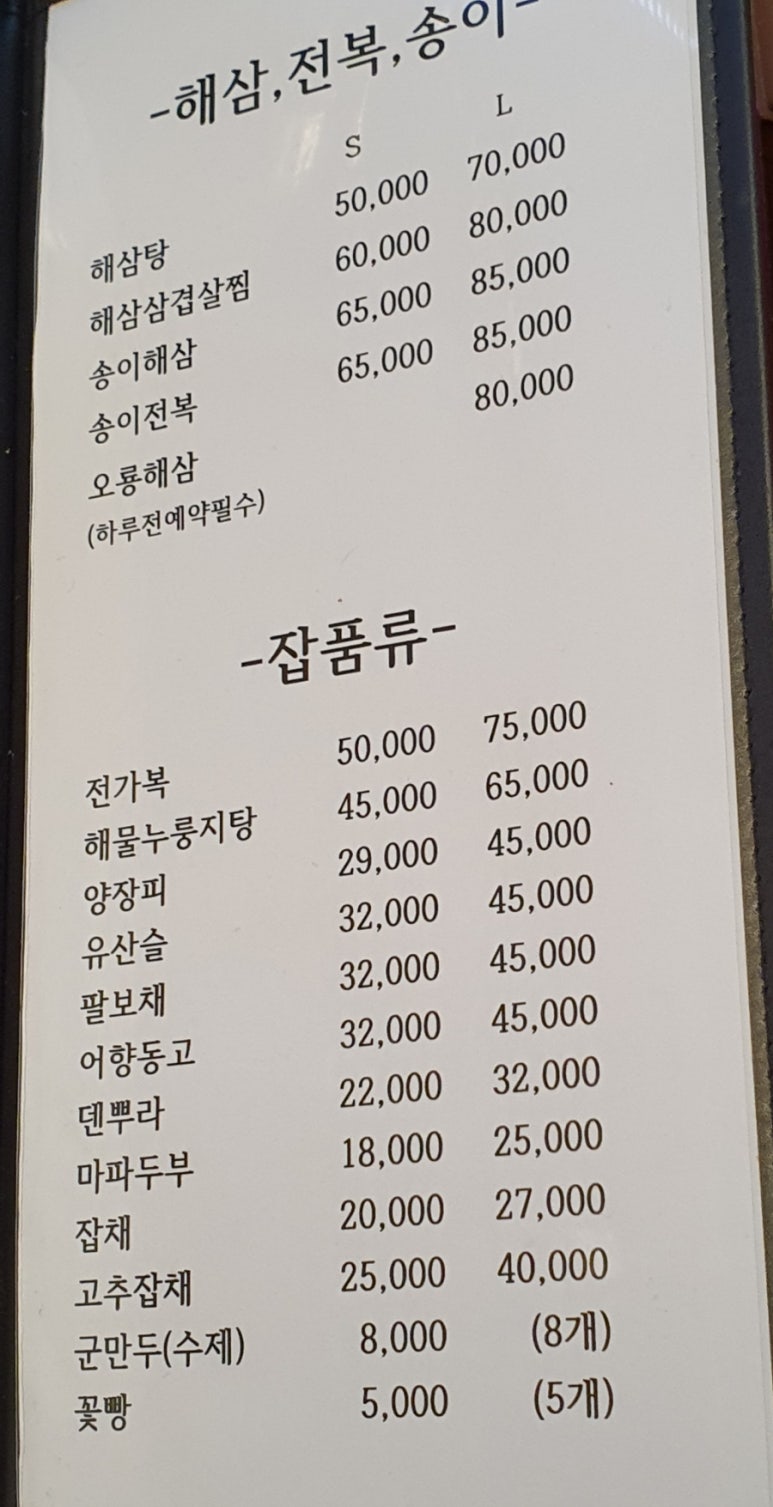 -해삼,전복,송이-
S L
해삼탕 50,000 70,000
해삼삼겹살찜 60,000 80,000
송이해삼 65,000 85,000
송이전복 65,000 85,000
오룡해삼 80,000
(하루전예약필수)
-잡품류-
전가복 50,000 75,000
해물누룽지탕 45,000 65,000
양장피 29,000 45,000
유산슬 32,000 45,000
팔보채 32,000 45,000
어향동고 32,000 45,000
덴뿌라 22,000 32,000
마파두부 18,000 25,000
잡채 20,000 27,000
고추잡채 25,000 40,000
군만두(수제) 8,000 (8개)
꽃빵 5,000 (5개)